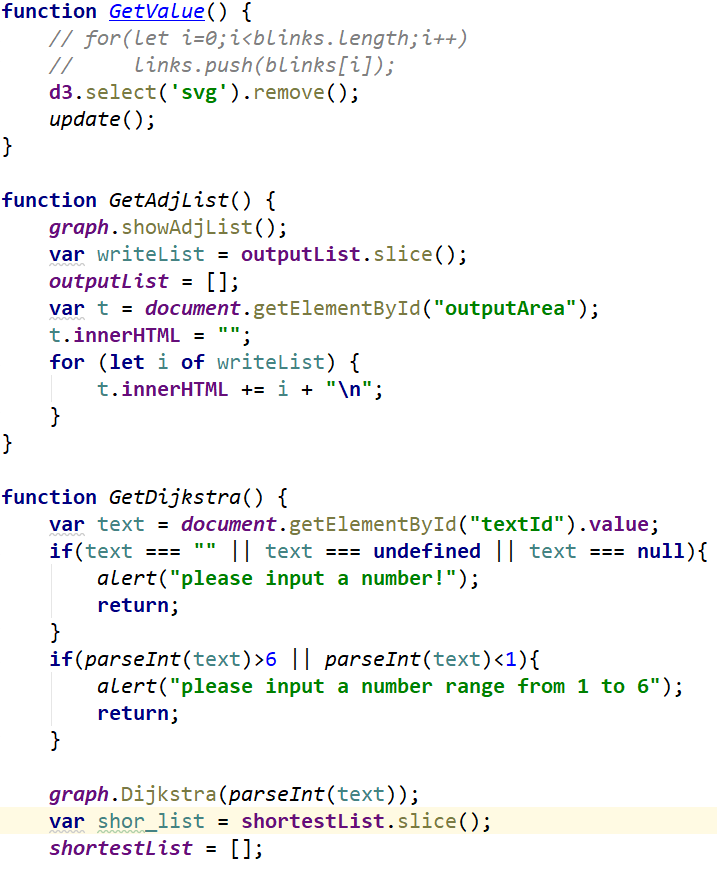 function GetValue() {
    // for(let i=0;i<blinks.length;i++)
    //     links.push(blinks[i]);
    d3.select('svg').remove();
    update();
}

function GetAdjList() {
    graph.showAdjList();
    var writeList = outputList.slice();
    outputList = [];
    var t = document.getElementById("outputArea");
    t.innerHTML = "";
    for (let i of writeList) {
        t.innerHTML += i + "\n";
    }
}

function GetDijkstra() {
    var text = document.getElementById("textId").value;
    if(text === "" || text === undefined || text === null){
        alert("please input a number!");
        return;
    }
    if(parseInt(text)>6 || parseInt(text)<1){
        alert("please input a number range from 1 to 6");
        return;
    }

    graph.Dijkstra(parseInt(text));
    var shor_list = shortestList.slice();
    shortestList = [];